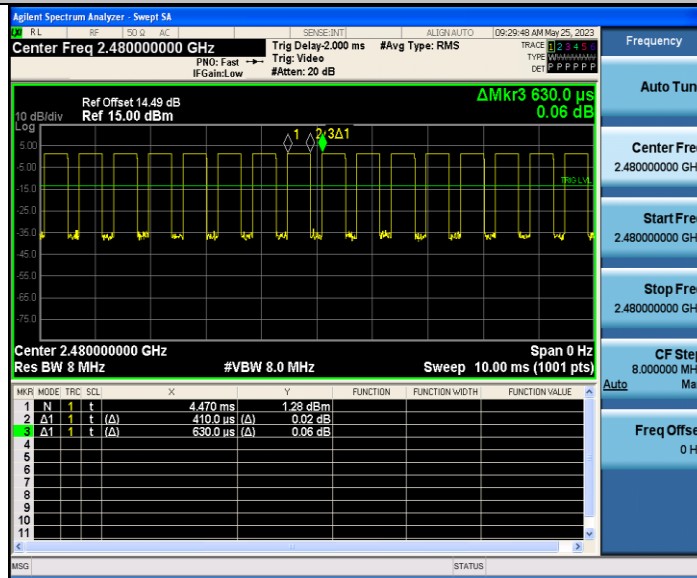 Agilent Spectrum Analyzer - Swept SA
RL RF 50 Ω AC SENSE:INT ALIGN AUTO 09:29:48 AM May 25, 2023
Center Freq 2.480000000 GHz
PNO: Fast
IFGain:Low
Trig Delay-2.000 ms
Trig: Video
#Atten: 20 dB
#Avg Type: RMS
TRACE 1 2 3 4 5 6
TYPE
DET P P P P P P
Ref Offset 14.49 dB
10 dB/div Ref 15.00 dBm
ΔMkr3 630.0 µs
0.06 dB
Log
5.00
-5.00
-15.0
-25.0
-35.0
-45.0
-55.0
-65.0
-75.0
1 2 3Δ1
TRIG LVL
Center 2.480000000 GHz Span 0 Hz
Res BW 8 MHz #VBW 8.0 MHz Sweep 10.00 ms (1001 pts)
MKR MODE TRC SCL X Y FUNCTION FUNCTION WIDTH FUNCTION VALUE
1 N 1 t 4.470 ms 1.28 dBm
2 Δ1 1 t (Δ) 410.0 µs (Δ) 0.02 dB
3 Δ1 1 t (Δ) 630.0 µs (Δ) 0.06 dB
4
5
6
7
8
9
10
11
MSG STATUS
Frequency
Auto Tun
Center Fre
2.480000000 GH
Start Fre
2.480000000 GH
Stop Fre
2.480000000 GH
CF Step
8.000000 MH
Auto Ma
Freq Offse
0 H